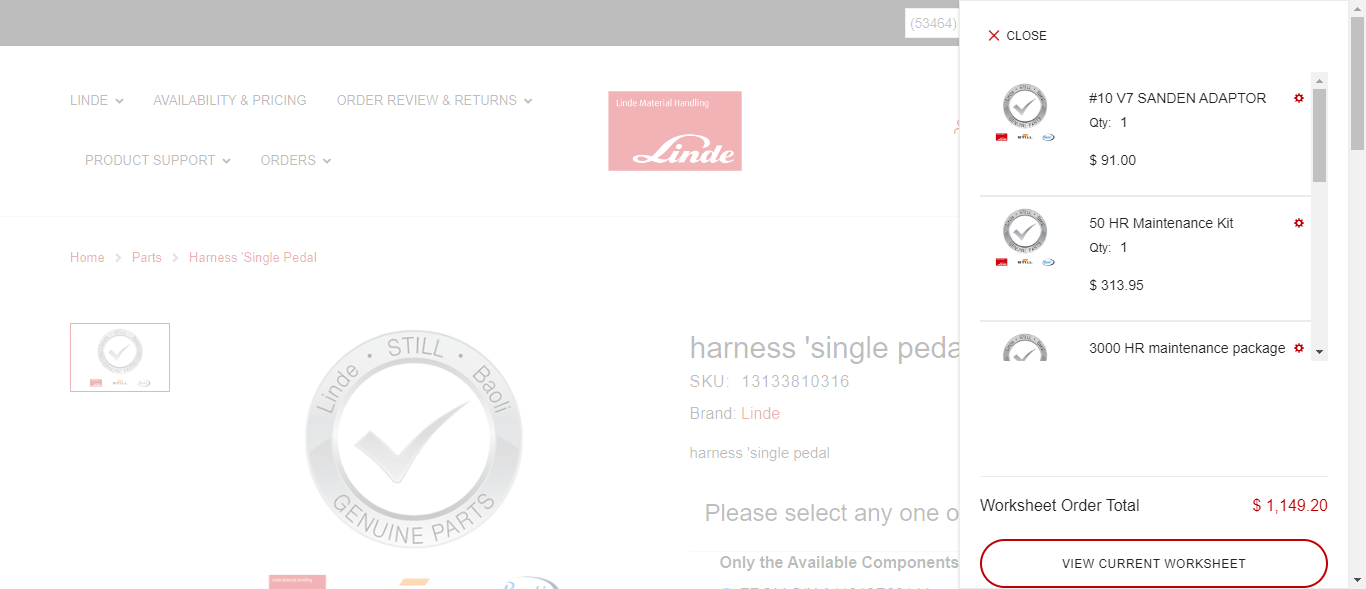 (53464)
CLOSE
LINDE
AVAILABILITY & PRICING
ORDER REVIEW & RETURNS
PRODUCT SUPPORT
ORDERS
Linde Material Handling
Linde
Home
Parts
Harness 'Single Pedal
Linde • STILL • Baoli
GENUINE PARTS
harness 'single peda
SKU: 13133810316
Brand: Linde
harness 'single pedal
Please select any one o
Only the Available Components
#10 V7 SANDEN ADAPTOR
Qty: 1
$ 91.00
50 HR Maintenance Kit
Qty: 1
$ 313.95
3000 HR maintenance package
Worksheet Order Total
$ 1,149.20
VIEW CURRENT WORKSHEET